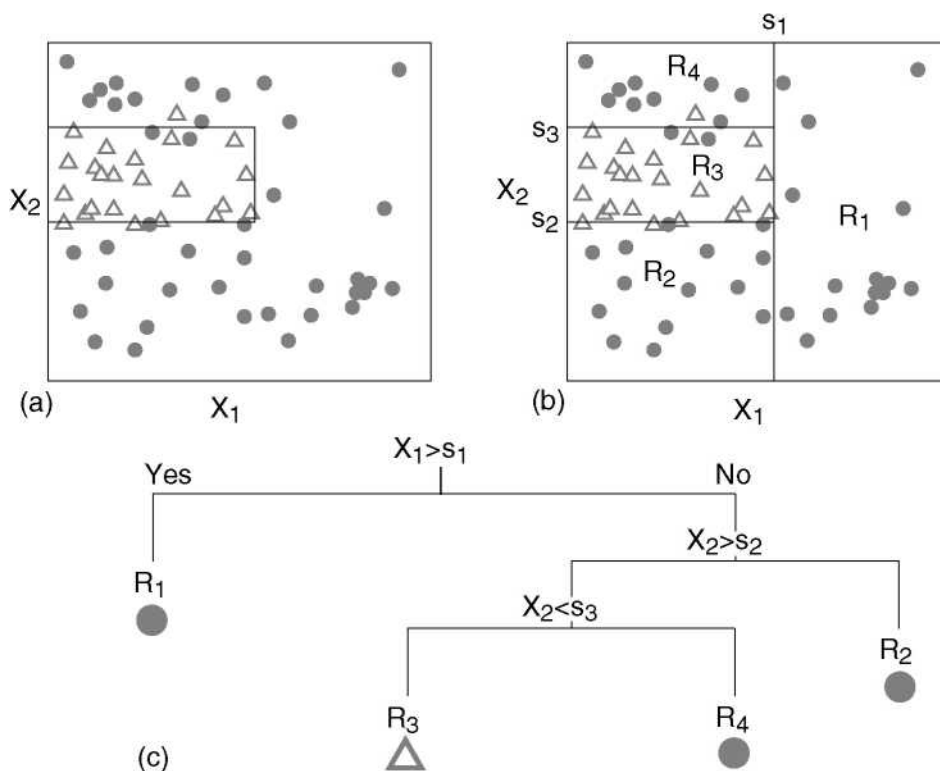 X₂
(a)
X₁
s₁
R₄
s₃
R₃
X₂
s₂
R₁
R₂
(b)
X₁
X₁>s₁
Yes
No
X₂>s₂
R₁
X₂<s₃
R₂
R₃
R₄
(c)